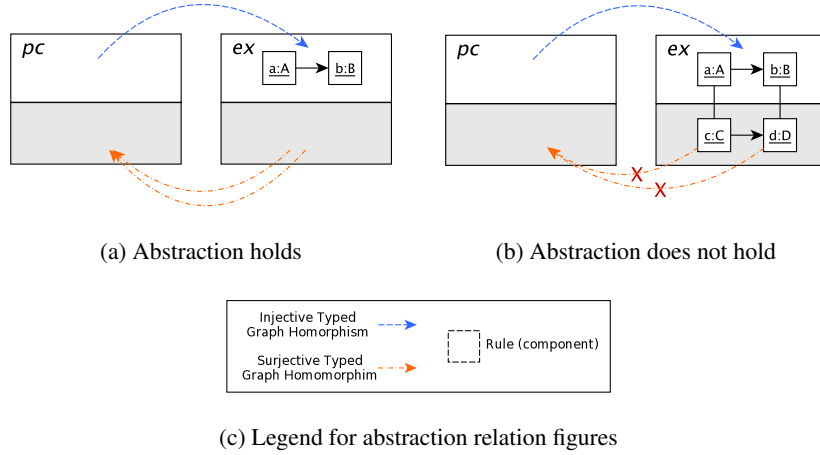 pc
ex
a:A
b:B
pc
ex
a:A
b:B
c:C
d:D
X
X
(a) Abstraction holds
(b) Abstraction does not hold
Injective Typed
Graph Homorphism
Rule (component)
Surjective Typed
Graph Homomorphim
(c) Legend for abstraction relation figures